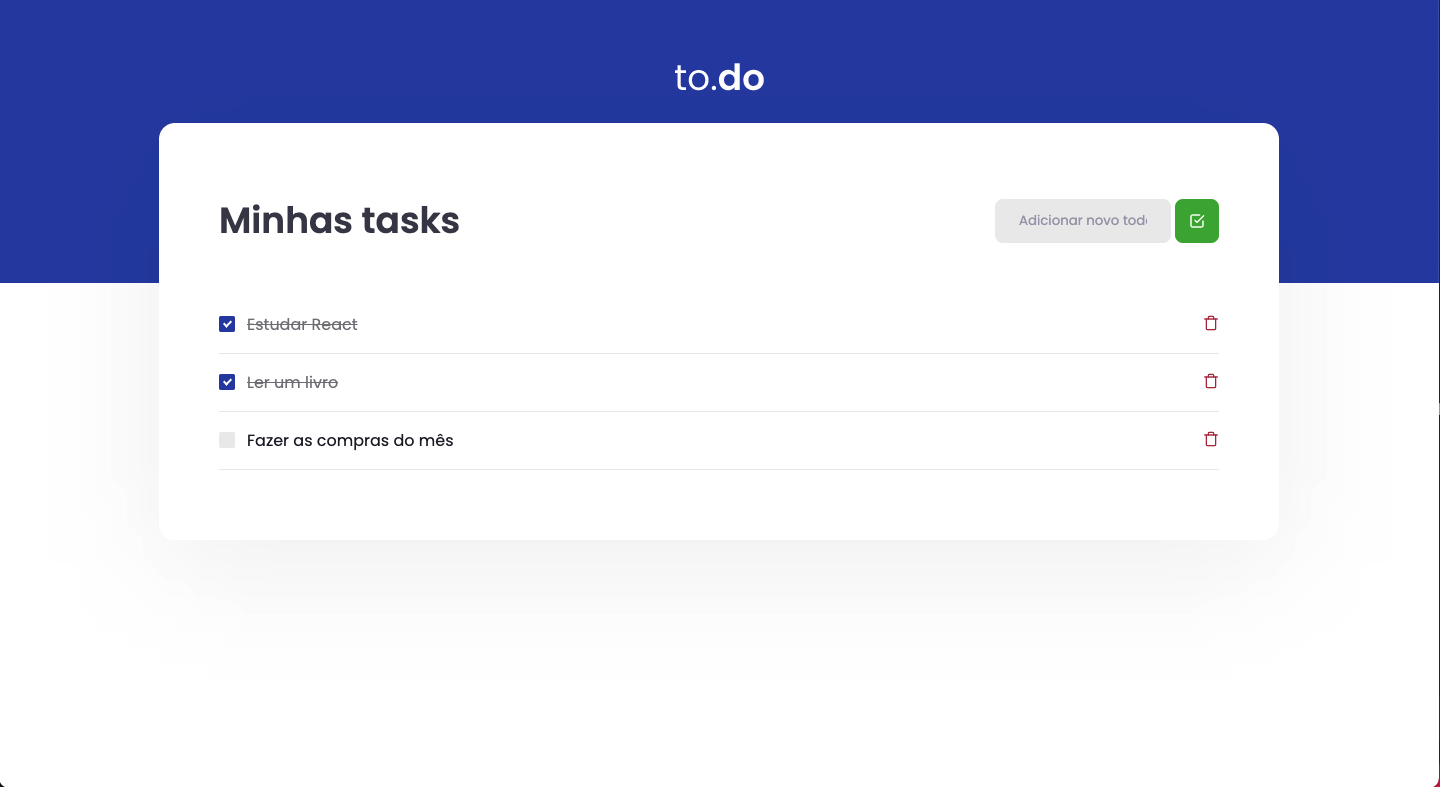 to.do
Minhas tasks
Adicionar novo tod
Estudar React
Ler um livro
Fazer as compras do mês